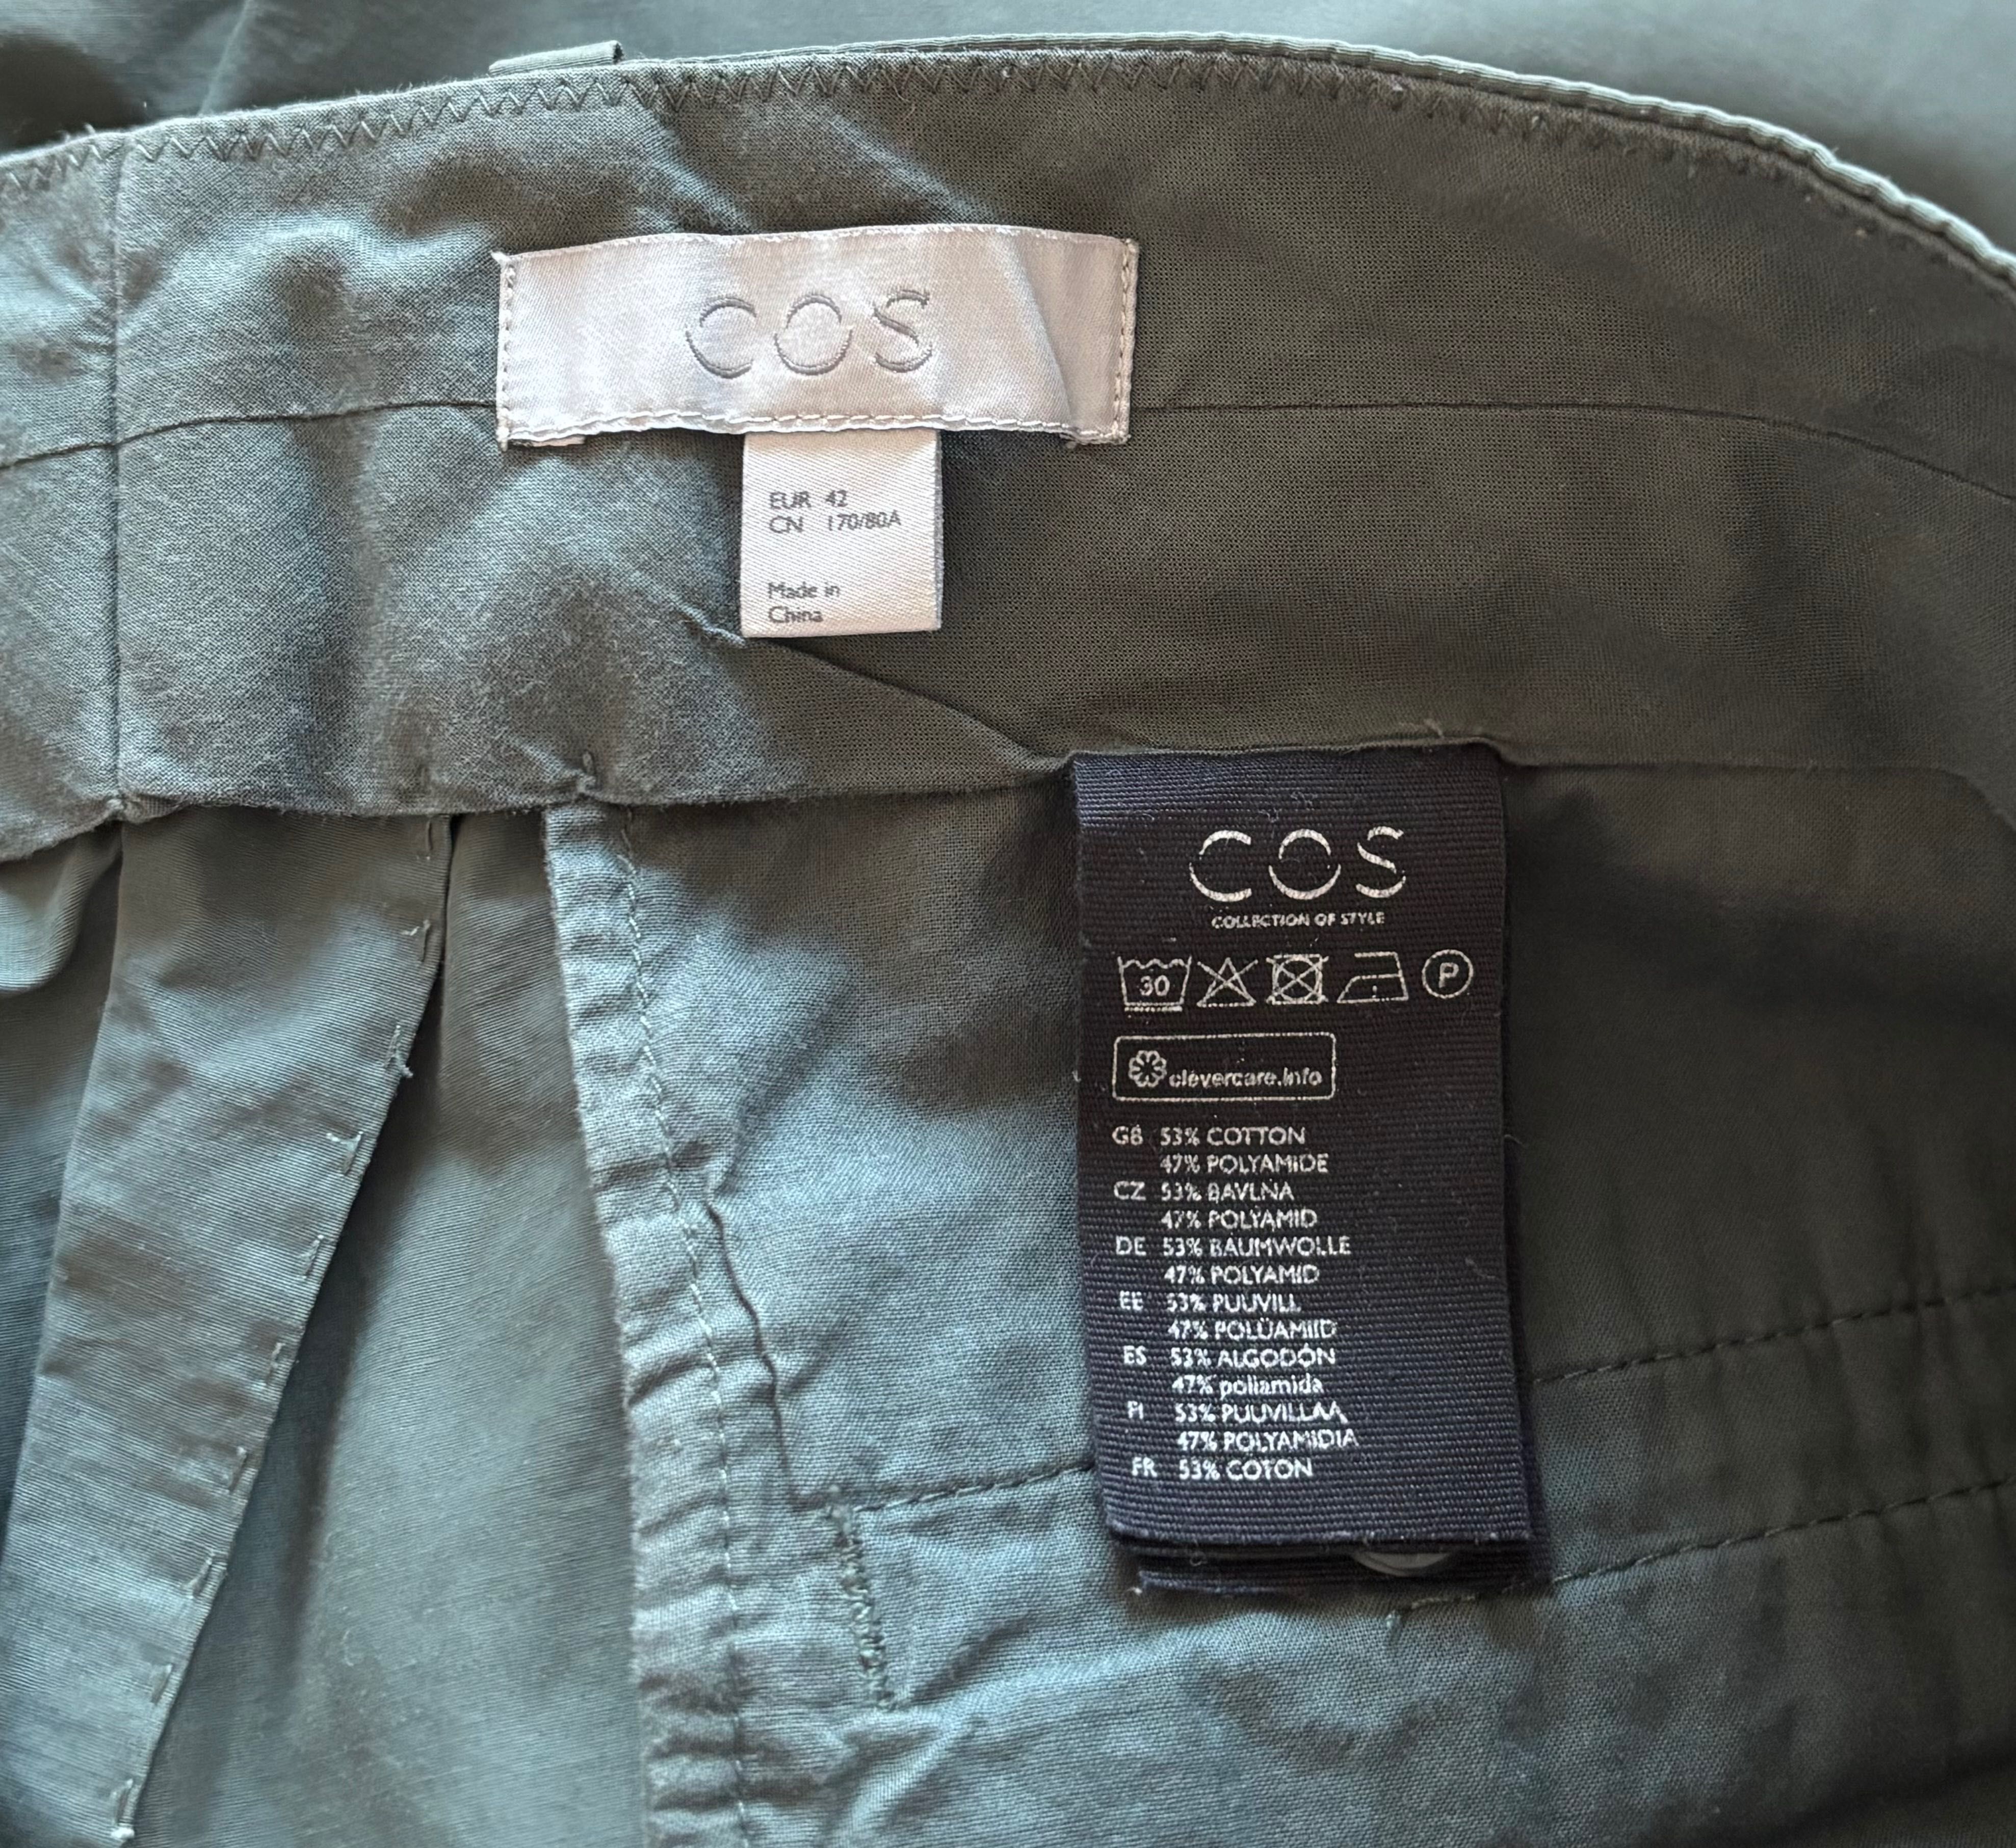 COS
EUR 42
CN 170/80A
Made in
China
COS
COLLECTION OF STYLE
30
P
clevercare.info
GB 53% COTTON
47% POLYAMIDE
CZ 53% BAVLNA
47% POLYAMID
DE 53% BAUMWOLLE
47% POLYAMID
EE 53% PUUVILL
47% POLÜAMIID
ES 53% ALGODÓN
47% poliamida
FI 53% PUUVILLAA
47% POLYAMIDIA
FR 53% COTON